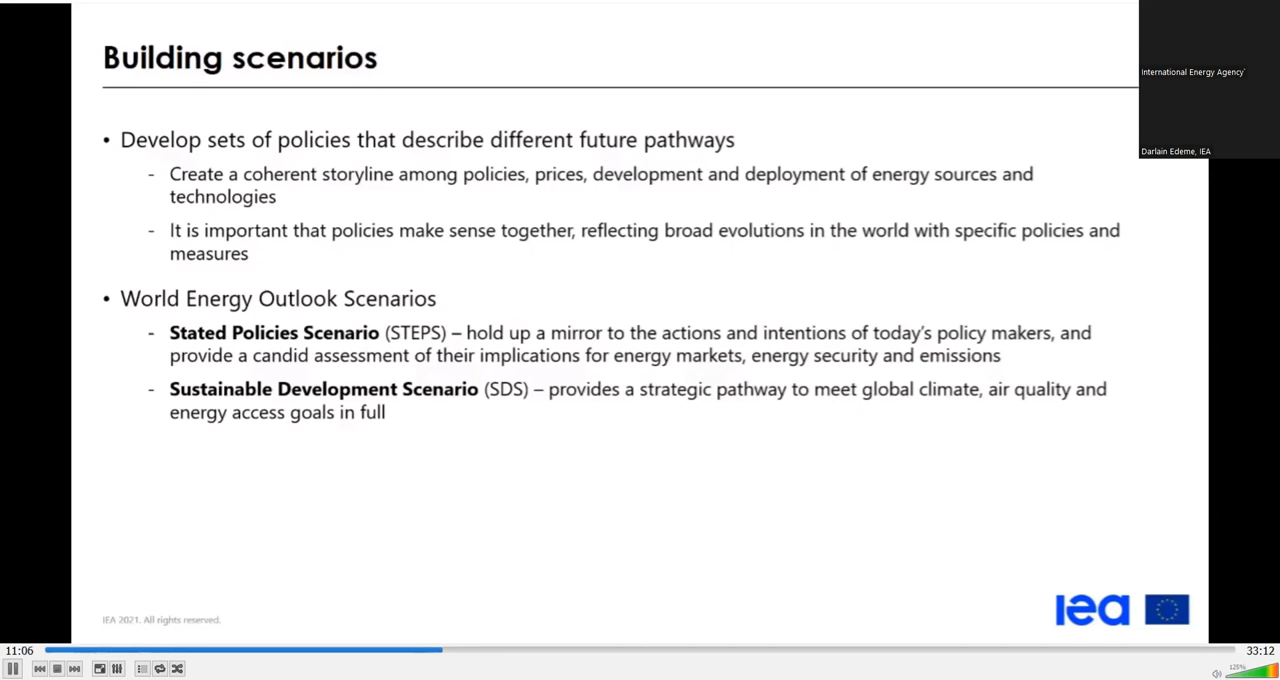 Building scenarios
International Energy Agency'
Darlain Edeme, IEA
• Develop sets of policies that describe different future pathways
- Create a coherent storyline among policies, prices, development and deployment of energy sources and
technologies
- It is important that policies make sense together, reflecting broad evolutions in the world with specific policies and
measures
• World Energy Outlook Scenarios
- Stated Policies Scenario (STEPS) – hold up a mirror to the actions and intentions of today's policy makers, and
provide a candid assessment of their implications for energy markets, energy security and emissions
- Sustainable Development Scenario (SDS) – provides a strategic pathway to meet global climate, air quality and
energy access goals in full
IEA 2021. All rights reserved.
iea
11:06
33:12
125%